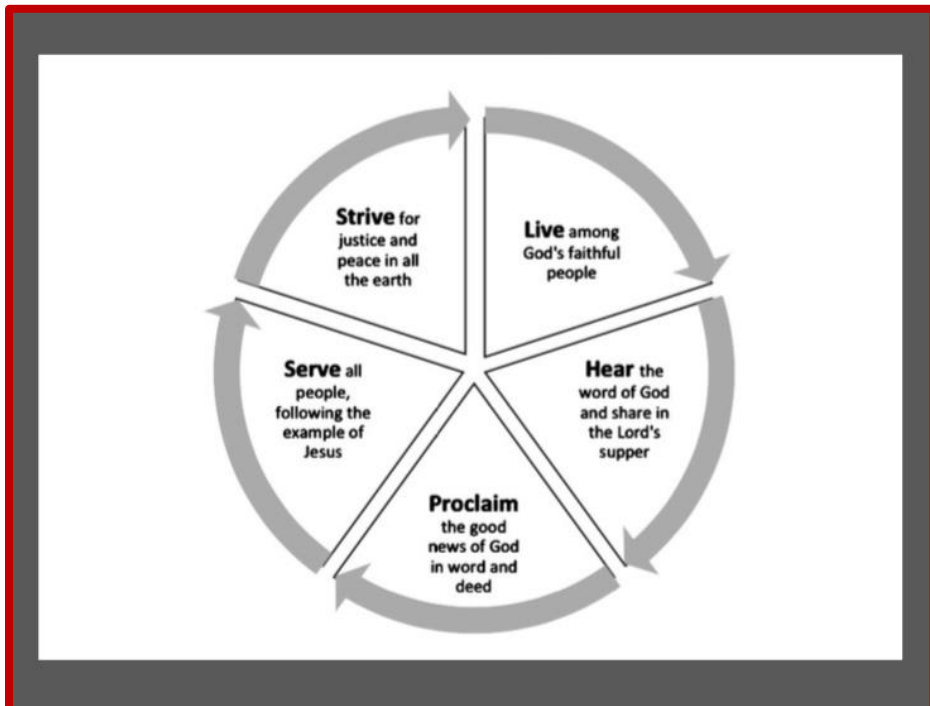 Strive for
justice and
peace in all
the earth
Live among
God's faithful
people
Hear the
word of God
and share in
the Lord's
supper
Proclaim
the good
news of God
in word and
deed
Serve all
people,
following the
example of
Jesus